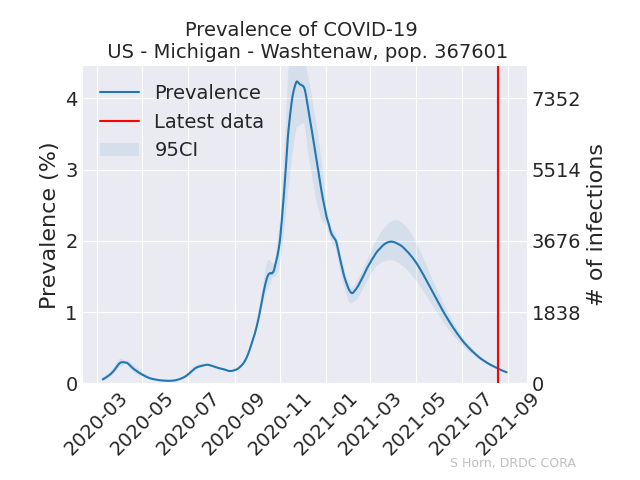 Prevalence of COVID-19
US - Michigan - Washtenaw, pop. 367601
Prevalence
Latest data
95CI
Prevalence (%)
4
3
2
1
0
7352
5514
3676
1838
0
# of infections
2020-03
2020-05
2020-07
2020-09
2020-11
2021-01
2021-03
2021-05
2021-07
2021-09
S Horn, DRDC CORA